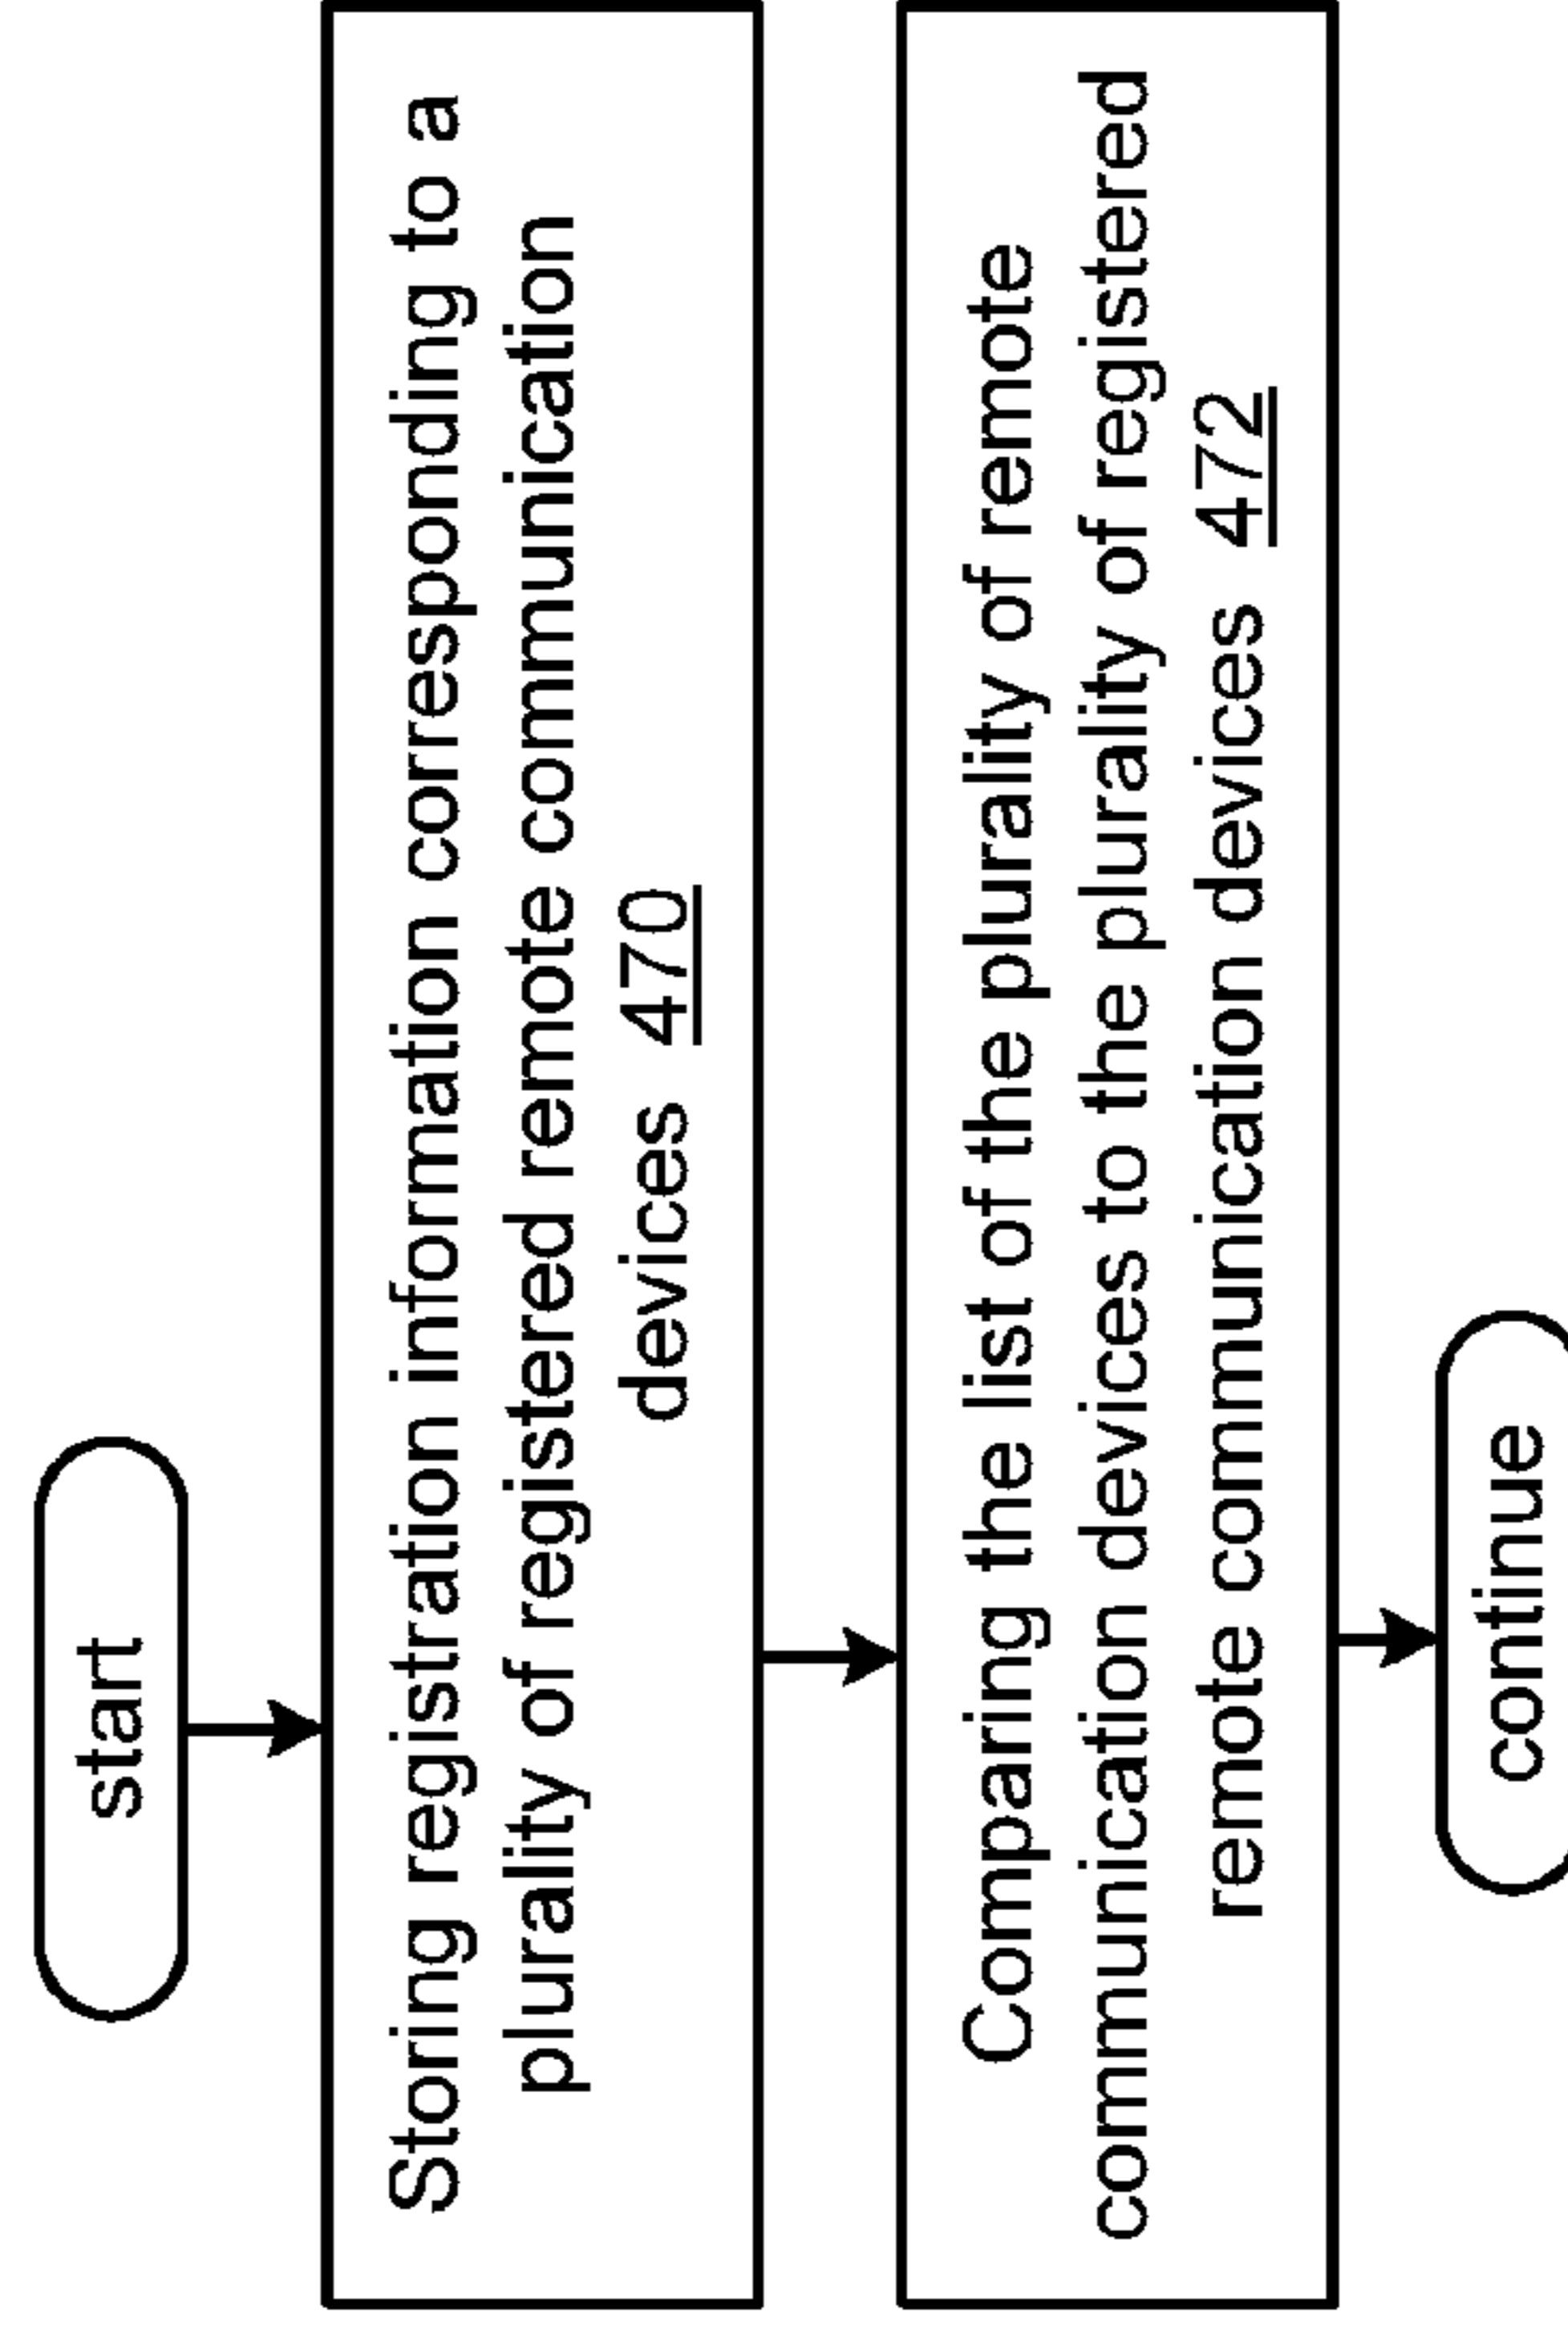 start
Storing registration information corresponding to a
plurality of registered remote communication
devices 470
Comparing the list of the plurality of remote
communication devices to the plurality of registered
remote communication devices 472
continue